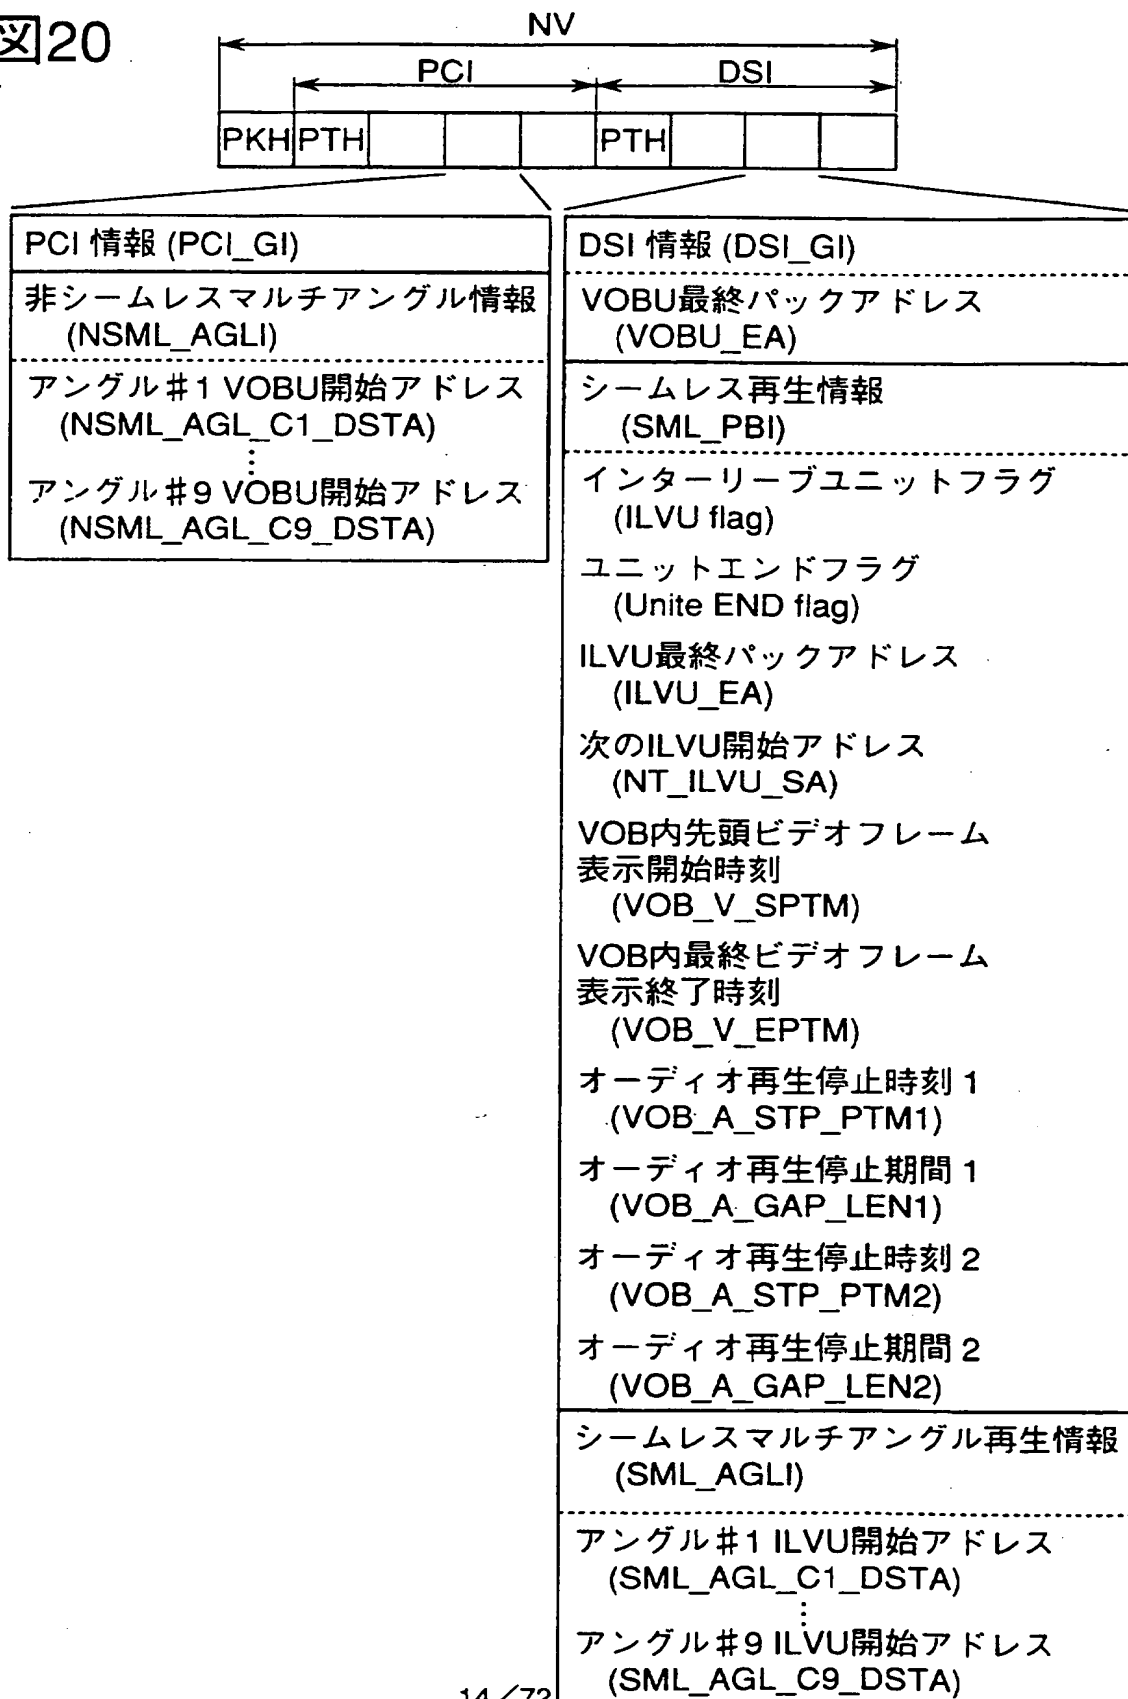 図20
NV
PCI
DSI
PKH PTH PTH
PCI 情報 (PCI_GI)
非シームレスマルチアングル情報
(NSML_AGLI)
アングル＃1 VOBU開始アドレス
(NSML_AGL_C1_DSTA)
⋮
アングル＃9 VOBU開始アドレス
(NSML_AGL_C9_DSTA)
DSI 情報 (DSI_GI)
VOBU最終パックアドレス
(VOBU_EA)
シームレス再生情報
(SML_PBI)
インターリーブユニットフラグ
(ILVU flag)
ユニットエンドフラグ
(Unite END flag)
ILVU最終パックアドレス
(ILVU_EA)
次のILVU開始アドレス
(NT_ILVU_SA)
VOB内先頭ビデオフレーム
表示開始時刻
(VOB_V_SPTM)
VOB内最終ビデオフレーム
表示終了時刻
(VOB_V_EPTM)
オーディオ再生停止時刻 1
(VOB_A_STP_PTM1)
オーディオ再生停止期間 1
(VOB_A_GAP_LEN1)
オーディオ再生停止時刻 2
(VOB_A_STP_PTM2)
オーディオ再生停止期間 2
(VOB_A_GAP_LEN2)
シームレスマルチアングル再生情報
(SML_AGLI)
アングル＃1 ILVU開始アドレス
(SML_AGL_C1_DSTA)
⋮
アングル＃9 ILVU開始アドレス
(SML_AGL_C9_DSTA)
14／72